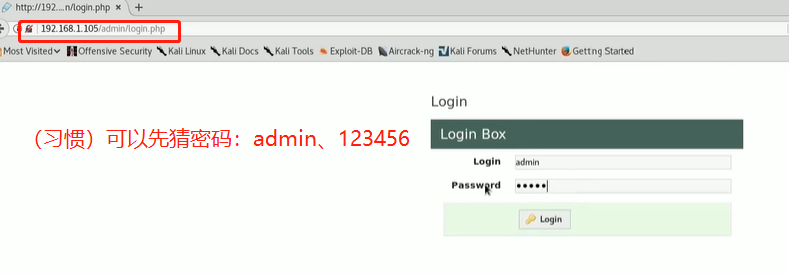 http://192....n/login.php
192.168.1.105/admin/login.php
Most Visited Offensive Security Kali Linux Kali Docs Kali Tools Exploit-DB Aircrack-ng Kali Forums NetHunter Getting Started
Login
Login Box
（习惯）可以先猜密码：admin、123456
Login admin
Password •••••
Login